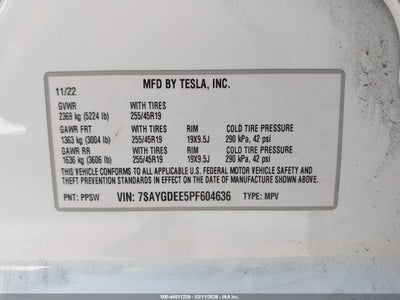 MFD BY TESLA, INC.
11/22
GVWR WITH TIRES
2369 kg (5224 lb) 255/45R19
GAWR FRT WITH TIRES RIM COLD TIRE PRESSURE
1363 kg (3004 lb) 255/45R19 19X9.5J 290 kPa, 42 psi
GAWR RR WITH TIRES RIM COLD TIRE PRESSURE
1636 kg (3606 lb) 255/45R19 19X9.5J 290 kPa, 42 psi
THIS VEHICLE CONFORMS TO ALL APPLICABLE U.S. FEDERAL MOTOR VEHICLE SAFETY AND
THEFT PREVENTION STANDARDS IN EFFECT ON THE DATE OF MANUFACTURE SHOWN ABOVE.
PNT: PPSW VIN: 7SAYGDEE5PF604636 TYPE: MPV
600-44611226 - 03/11/2026 - IAA